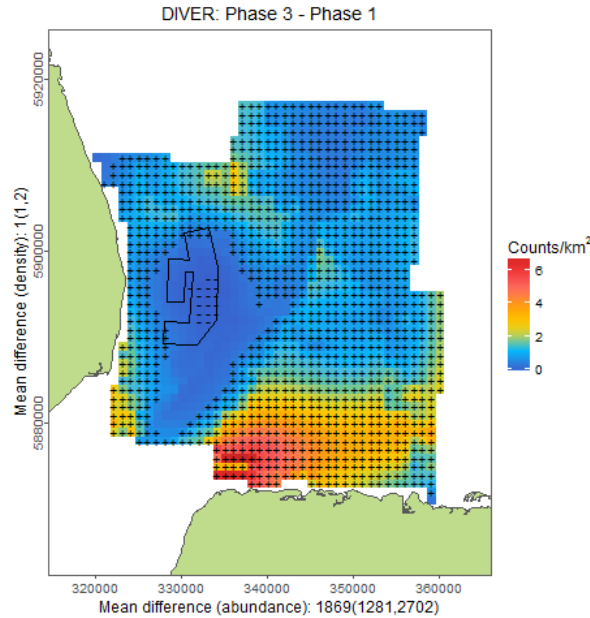 DIVER: Phase 3 - Phase 1
Mean difference (density): 1(1,2)
5920000
5900000
5880000
320000 330000 340000 350000 360000
Mean difference (abundance): 1869(1281,2702)
Counts/km²
6
4
2
0